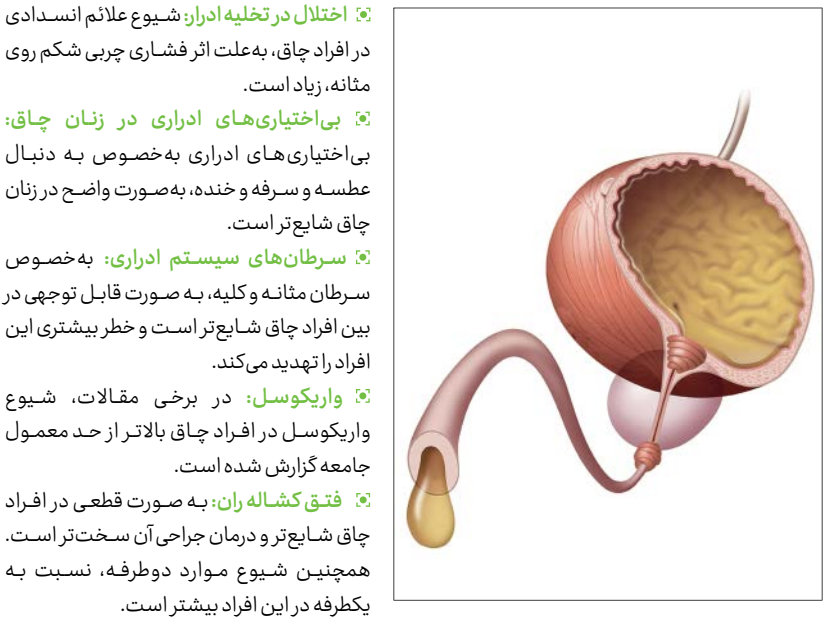 اختلال در تخلیه ادرار: شیوع علائم انسدادی
در افراد چاق، به‌علت اثر فشاری چربی شکم روی
مثانه، زیاد است.
بی‌اختیاری‌های ادراری در زنان چاق:
بی‌اختیاری‌های ادراری به‌خصوص به دنبال
عطسه و سرفه و خنده، به‌صورت واضح در زنان
چاق شایع‌تر است.
سرطان‌های سیستم ادراری: به‌خصوص
سرطان مثانه و کلیه، به صورت قابل توجهی در
بین افراد چاق شایع‌تر است و خطر بیشتری این
افراد را تهدید می‌کند.
واریکوسل: در برخی مقالات، شیوع
واریکوسل در افراد چاق بالاتر از حد معمول
جامعه گزارش شده است.
فتق کشاله ران: به صورت قطعی در افراد
چاق شایع‌تر و درمان جراحی آن سخت‌تر است.
همچنین شیوع موارد دوطرفه، نسبت به
یکطرفه در این افراد بیشتر است.